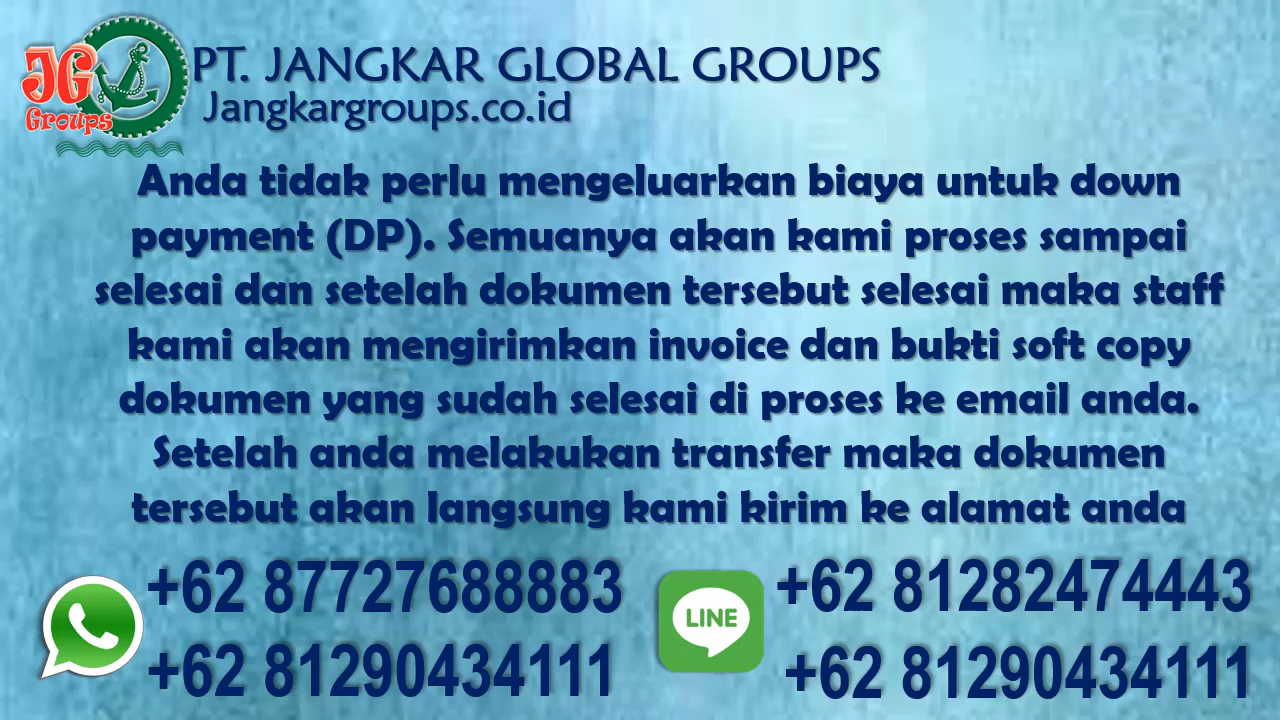 JG
Groups
PT. JANGKAR GLOBAL GROUPS
Jangkargroups.co.id
Anda tidak perlu mengeluarkan biaya untuk down
payment (DP). Semuanya akan kami proses sampai
selesai dan setelah dokumen tersebut selesai maka staff
kami akan mengirimkan invoice dan bukti soft copy
dokumen yang sudah selesai di proses ke email anda.
Setelah anda melakukan transfer maka dokumen
tersebut akan langsung kami kirim ke alamat anda
+62 87727688883
+62 81290434111
LINE
+62 81282474443
+62 81290434111